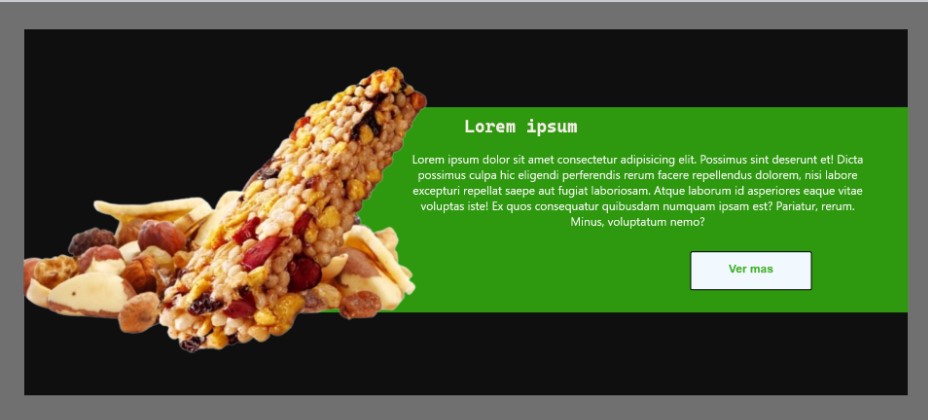 Lorem ipsum
Lorem ipsum dolor sit amet consectetur adipisicing elit. Possimus sint deserunt et! Dicta
possimus culpa hic eligendi perferendis rerum facere repellendus dolorem, nisi labore
excepturi repellat saepe aut fugiat laboriosam. Atque laborum id asperiores eaque vitae
voluptas iste! Ex quos consequatur quibusdam numquam ipsam est? Pariatur, rerum.
Minus, voluptatum nemo?
Ver mas